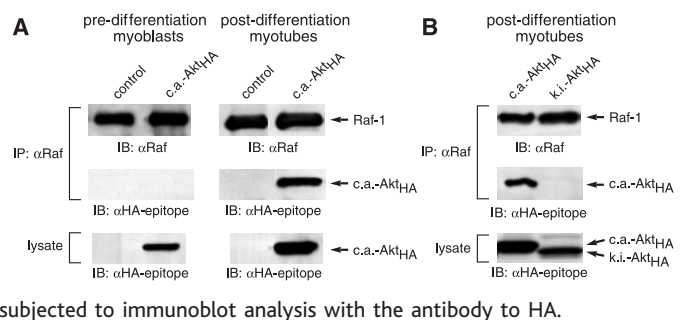 A
pre-differentiation myoblasts
post-differentiation myotubes
control
c.a.-AktHA
control
c.a.-AktHA
IP: αRaf
Raf-1
IB: αRaf
IB: αRaf
c.a.-AktHA
IB: αHA-epitope
IB: αHA-epitope
lysate
c.a.-AktHA
IB: αHA-epitope
IB: αHA-epitope
B
post-differentiation myotubes
c.a.-AktHA
k.i.-AktHA
IP: αRaf
Raf-1
IB: αRaf
c.a.-AktHA
IB: αHA-epitope
lysate
c.a.-AktHA
k.i.-AktHA
IB: αHA-epitope
subjected to immunoblot analysis with the antibody to HA.